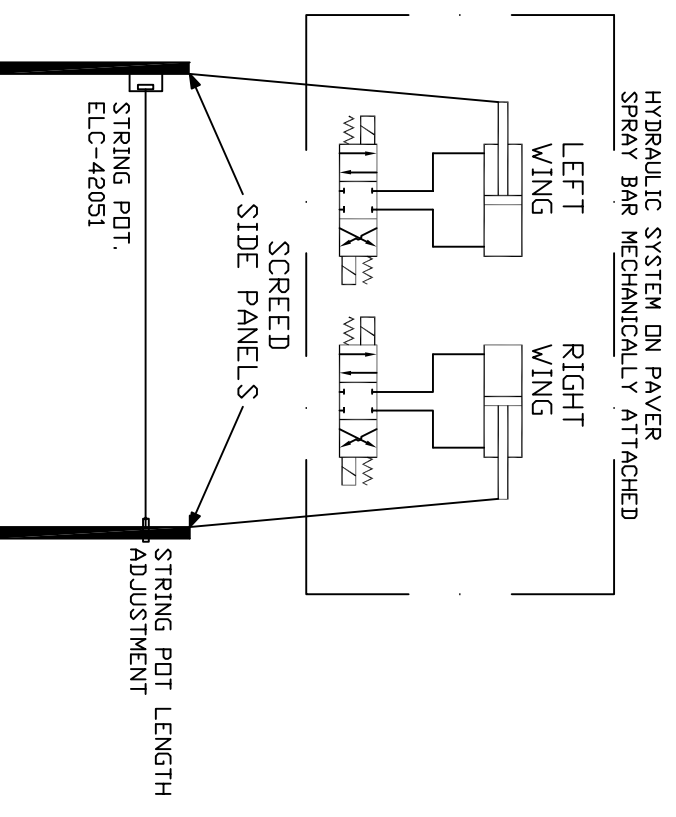 HYDRAULIC SYSTEM ON PAVER
SPRAY BAR MECHANICALLY ATTACHED
LEFT
WING
RIGHT
WING
SCREED
SIDE PANELS
STRING POT.
ELC-42051
STRING POT LENGTH
ADJUSTMENT